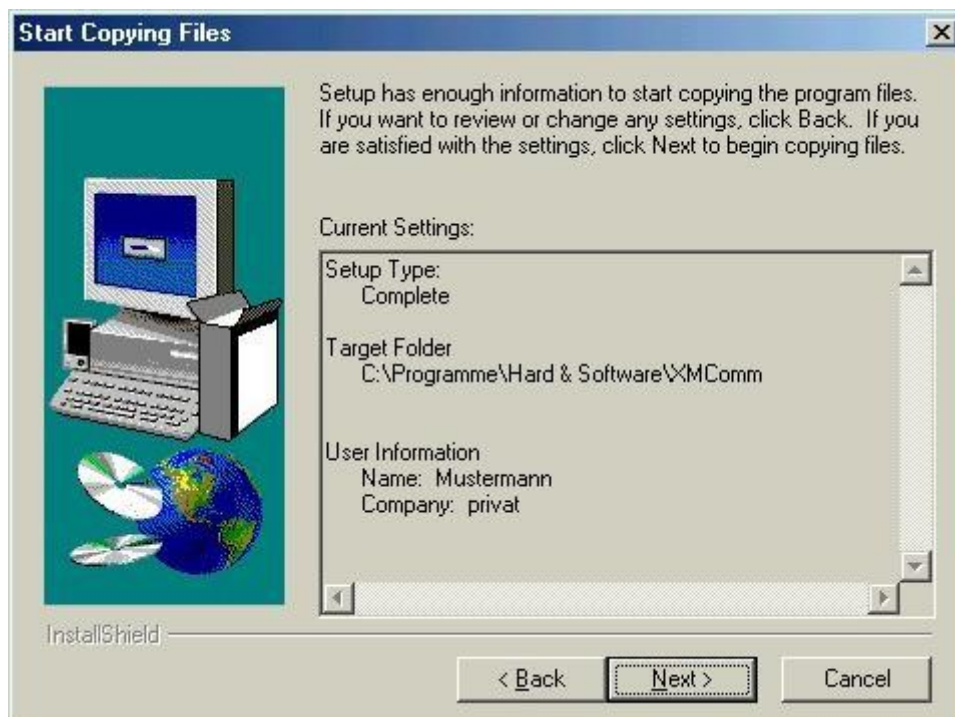 Start Copying Files
Setup has enough information to start copying the program files.
If you want to review or change any settings, click Back. If you
are satisfied with the settings, click Next to begin copying files.
Current Settings:
Setup Type:
Complete
Target Folder
C:\Programme\Hard & Software\XMComm
User Information
Name: Mustermann
Company: privat
InstallShield
< Back
Next >
Cancel